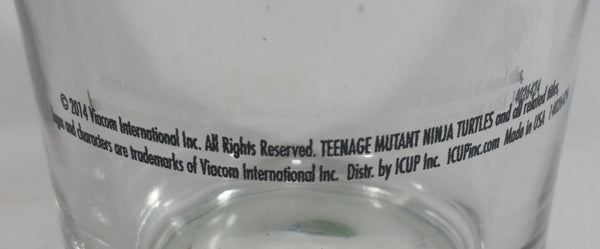 © 2014 Viacom International Inc. All Rights Reserved. TEENAGE MUTANT NINJA TURTLES and all related titles,
logos and characters are trademarks of Viacom International Inc. Distr. by ICUP Inc. ICUPinc.com Made in USA